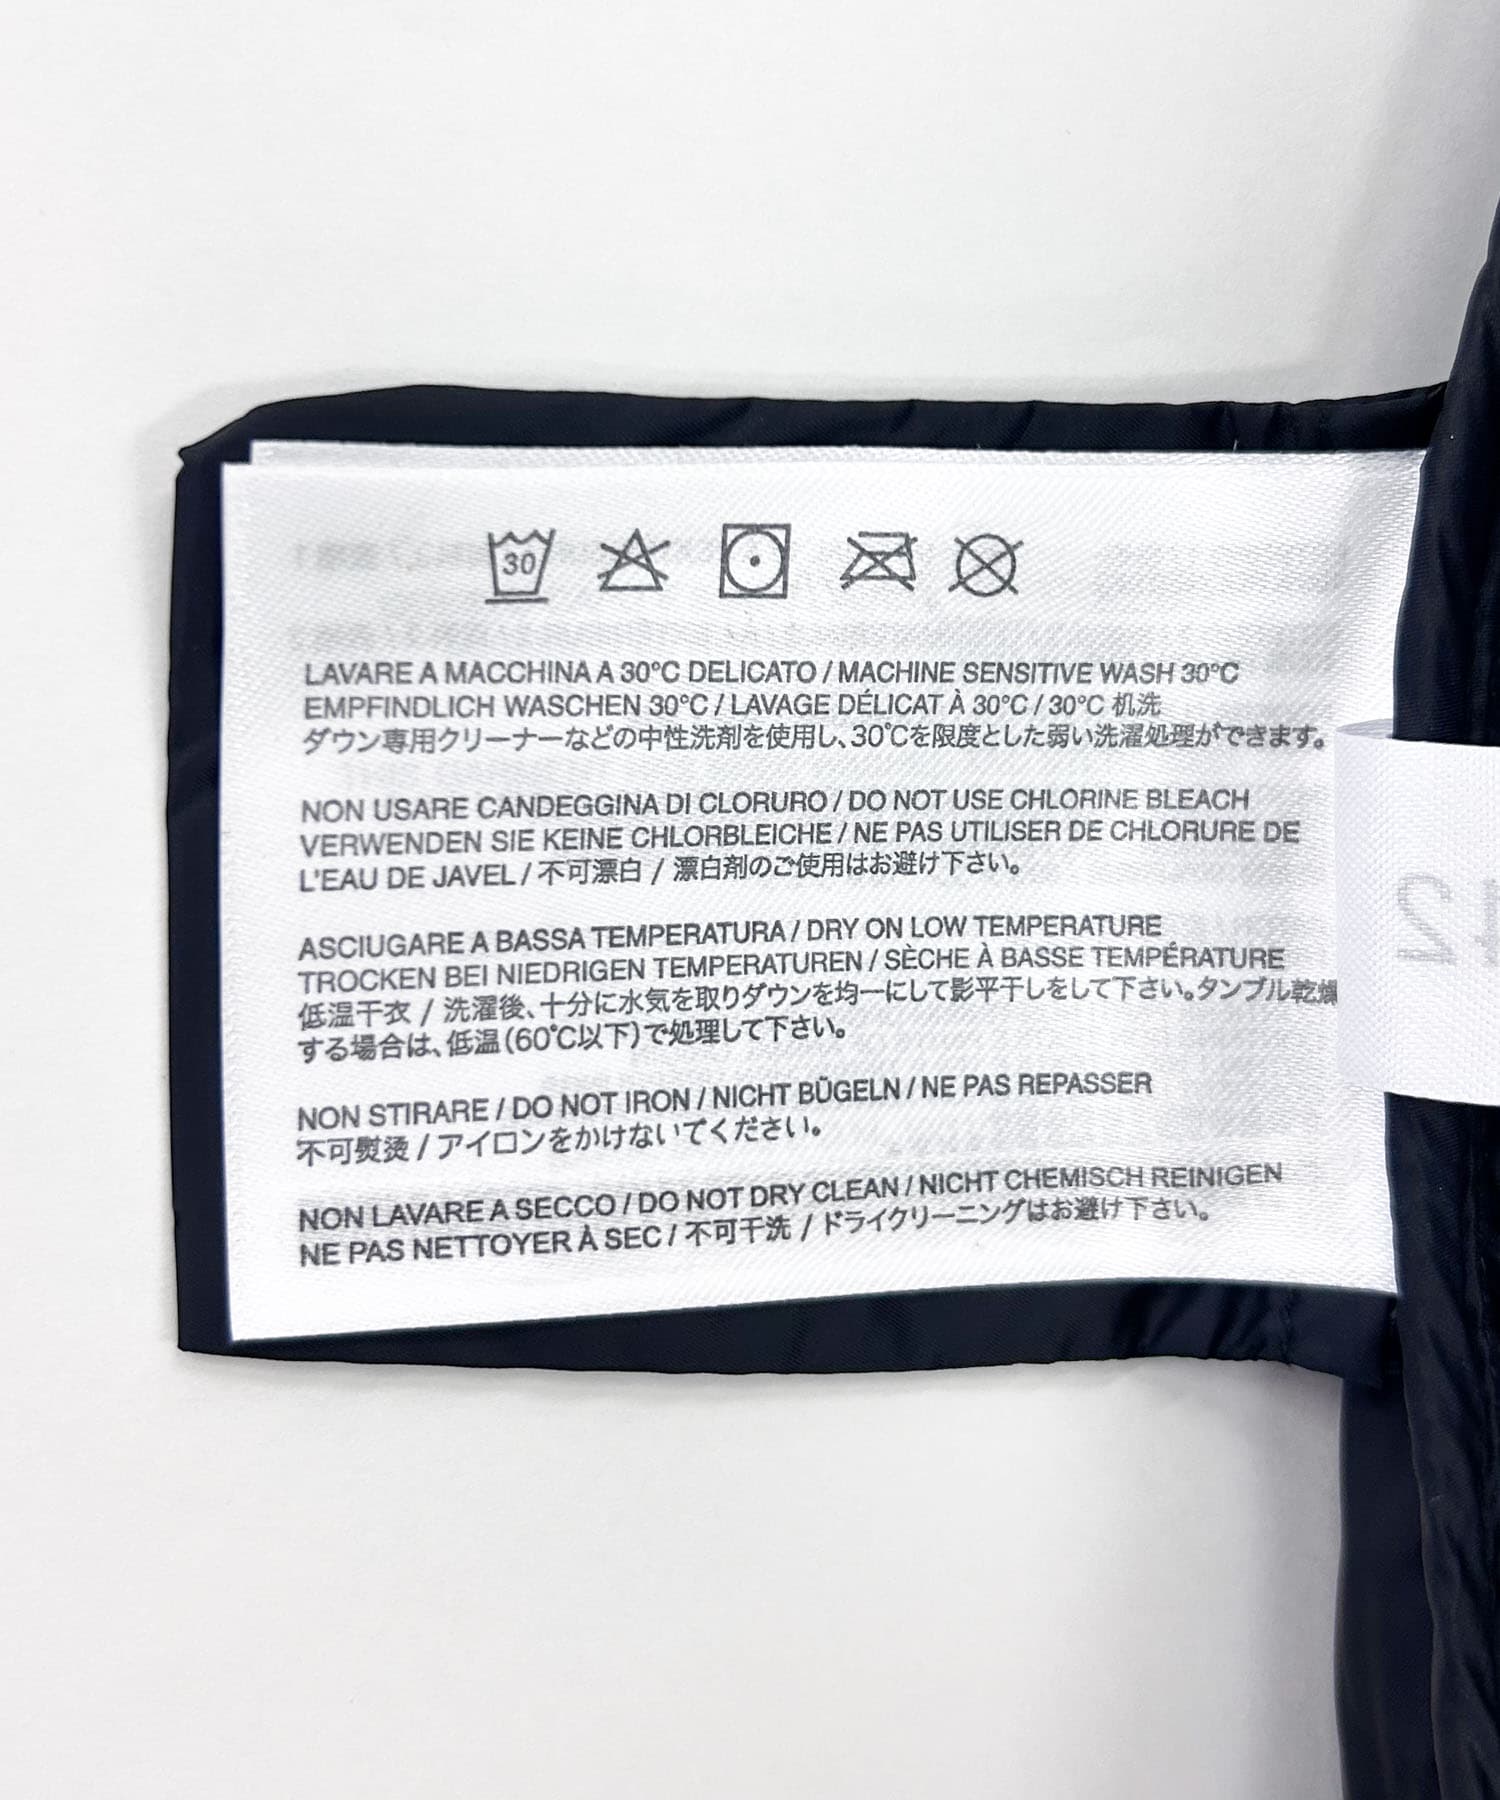 30
LAVARE A MACCHINA A 30°C DELICATO / MACHINE SENSITIVE WASH 30°C
EMPFINDLICH WASCHEN 30°C / LAVAGE DÉLICAT À 30°C / 30°C 机洗
ダウン専用クリーナーなどの中性洗剤を使用し、30℃を限度とした弱い洗濯処理ができます。
NON USARE CANDEGGINA DI CLORURO / DO NOT USE CHLORINE BLEACH
VERWENDEN SIE KEINE CHLORBLEICHE / NE PAS UTILISER DE CHLORURE DE
L'EAU DE JAVEL / 不可漂白 / 漂白剤のご使用はお避け下さい。
ASCIUGARE A BASSA TEMPERATURA / DRY ON LOW TEMPERATURE
TROCKEN BEI NIEDRIGEN TEMPERATUREN / SÈCHE À BASSE TEMPÉRATURE
低温干衣 / 洗濯後、十分に水気を取りダウンを均一にして影平干しをして下さい。タンブル乾燥
する場合は、低温(60℃以下)で処理して下さい。
NON STIRARE / DO NOT IRON / NICHT BÜGELN / NE PAS REPASSER
不可熨烫 / アイロンをかけないでください。
NON LAVARE A SECCO / DO NOT DRY CLEAN / NICHT CHEMISCH REINIGEN
NE PAS NETTOYER À SEC / 不可干洗 / ドライクリーニングはお避け下さい。